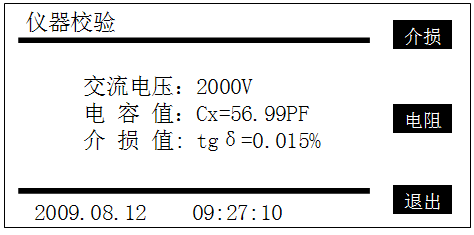 仪器校验
介损
交流电压：2000V
电 容 值：Cx=56.99PF
电阻
介 损 值：tgδ=0.015%
退出
2009.08.12 09:27:10